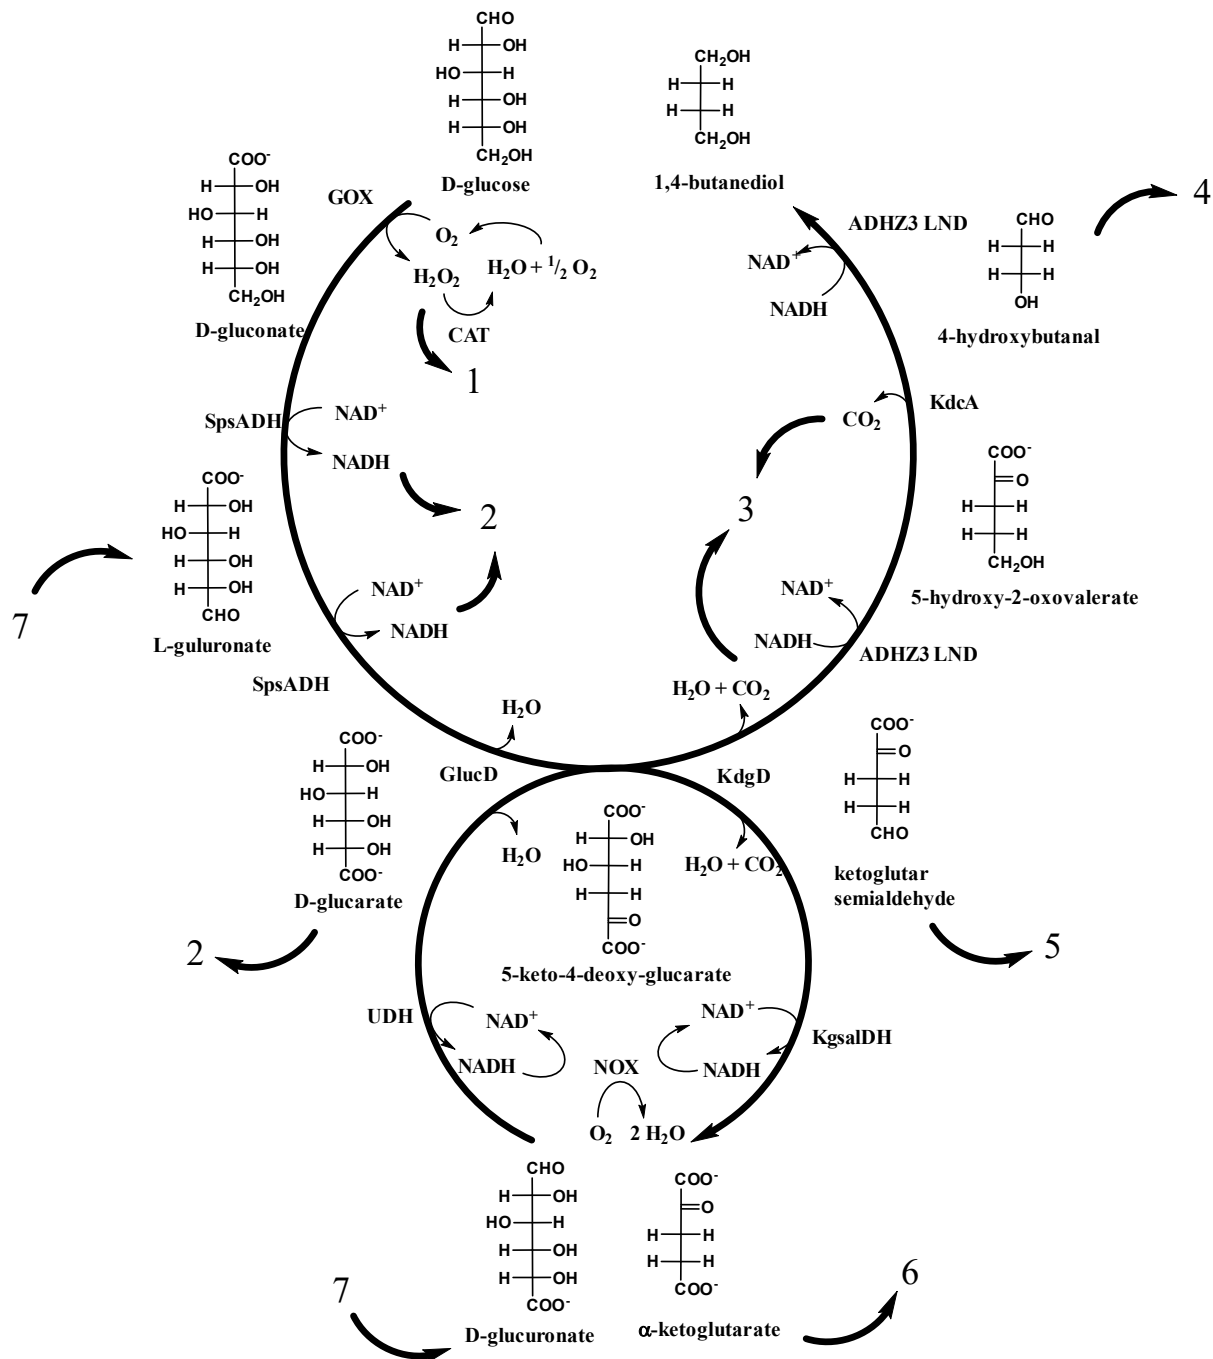 CHO
H OH
HO H
H OH
H OH
CH₂OH
D-glucose
CH₂OH
H H
H H
CH₂OH
1,4-butanediol
COO⁻
H OH
HO H
H OH
H OH
CH₂OH
D-gluconate
GOX
O₂
H₂O₂
H₂O + ¹/₂ O₂
CAT
1
ADHZ3 LND
NAD⁺
NADH
CHO
H H
H H
OH
4-hydroxybutanal
4
SpsADH
NAD⁺
NADH
2
KdcA
CO₂
3
COO⁻
O
H H
H H
CH₂OH
5-hydroxy-2-oxovalerate
7
COO⁻
H OH
HO H
H OH
H OH
CHO
L-guluronate
NAD⁺
NADH
SpsADH
NAD⁺
NADH
ADHZ3 LND
H₂O
GlucD
H₂O + CO₂
KdgD
COO⁻
H OH
HO H
H OH
H OH
COO⁻
D-glucarate
2
H₂O
COO⁻
H OH
HO H
H H
O
COO⁻
5-keto-4-deoxy-glucarate
H₂O + CO₂
COO⁻
O
H H
H H
CHO
ketoglutar
semialdehyde
5
UDH
NAD⁺
NADH
NOX
O₂ 2 H₂O
NAD⁺
NADH
KgsalDH
CHO
H OH
HO H
H OH
H OH
COO⁻
D-glucuronate
7
COO⁻
O
H H
H H
COO⁻
α-ketoglutarate
6